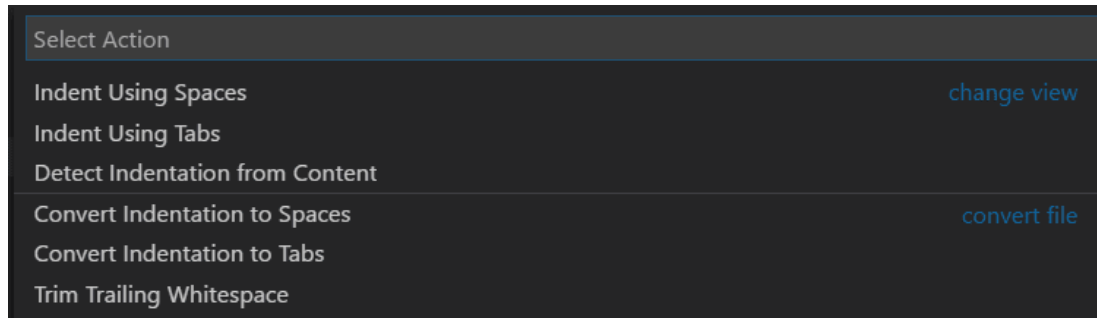 Select Action
Indent Using Spaces change view
Indent Using Tabs
Detect Indentation from Content
Convert Indentation to Spaces convert file
Convert Indentation to Tabs
Trim Trailing Whitespace